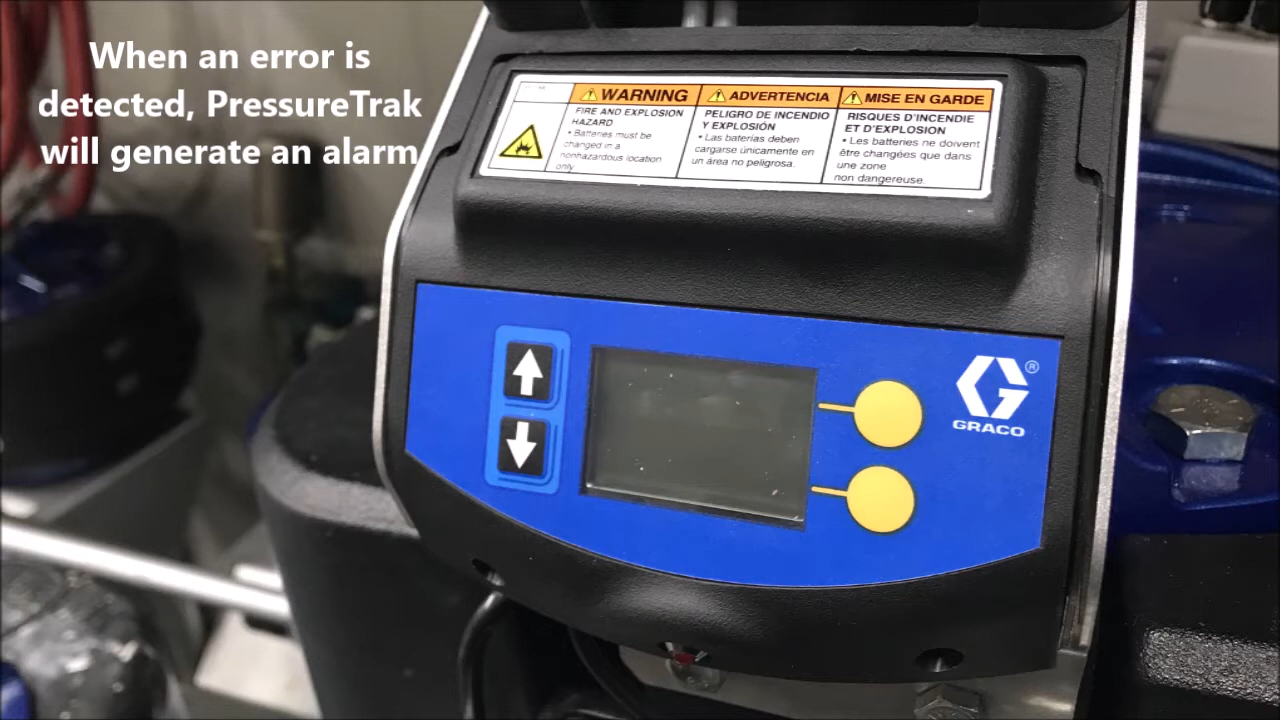 When an error is
detected, PressureTrak
will generate an alarm
WARNING
FIRE AND EXPLOSION
HAZARD
• Batteries must be
changed in a
nonhazardous location
only.
ADVERTENCIA
PELIGRO DE INCENDIO
Y EXPLOSIÓN
• Las baterías deben
cargarse únicamente en
un área no peligrosa.
MISE EN GARDE
RISQUES D'INCENDIE
ET D'EXPLOSION
• Les batteries ne doivent
être changées que dans
une zone
non dangereuse.
GRACO